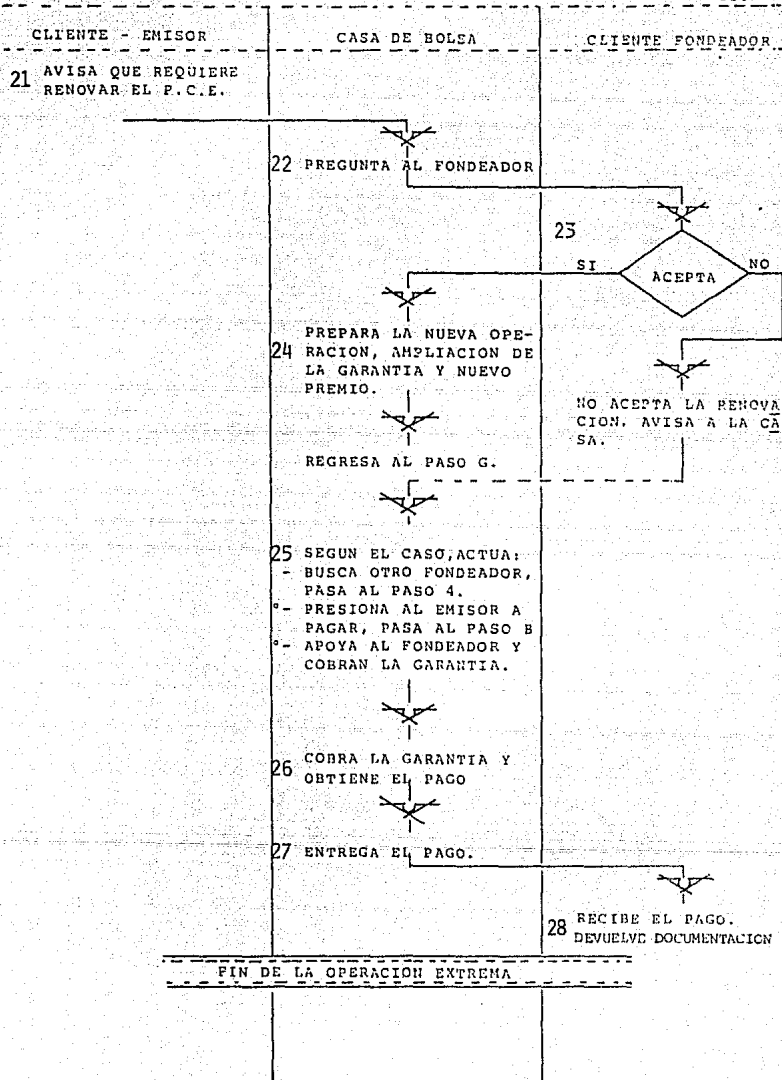 CLIENTE - EMISOR
CASA DE BOLSA
CLIENTE FONDEADOR
21 AVISA QUE REQUIERE
RENOVAR EL P.C.E.
22 PREGUNTA AL FONDEADOR
23
SI
ACEPTA
NO
24 PREPARA LA NUEVA OPE-
RACION, AMPLIACION DE
LA GARANTIA Y NUEVO
PREMIO.
NO ACEPTA LA RENOVA
CION. AVISA A LA CA
SA.
REGRESA AL PASO G.
25 SEGUN EL CASO, ACTUA:
- BUSCA OTRO FONDEADOR,
PASA AL PASO 4.
°- PRESIONA AL EMISOR A
PAGAR, PASA AL PASO B
°- APOYA AL FONDEADOR Y
COBRAN LA GARANTIA.
26 COBRA LA GARANTIA Y
OBTIENE EL PAGO
27 ENTREGA EL PAGO.
28 RECIBE EL PAGO.
DEVUELVE DOCUMENTACION
FIN DE LA OPERACION EXTREMA